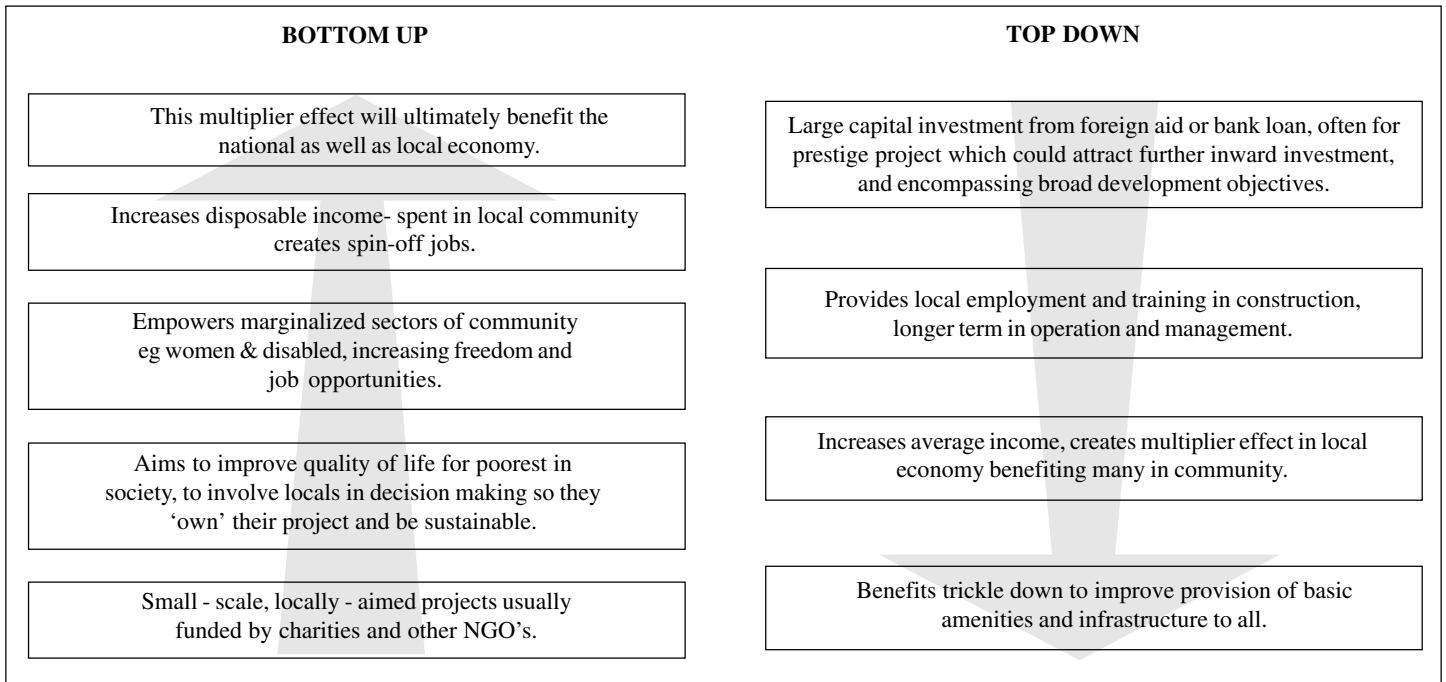 BOTTOM UP
This multiplier effect will ultimately benefit the
national as well as local economy.
Increases disposable income- spent in local community
creates spin-off jobs.
Empowers marginalized sectors of community
eg women & disabled, increasing freedom and
job opportunities.
Aims to improve quality of life for poorest in
society, to involve locals in decision making so they
‘own’ their project and be sustainable.
Small - scale, locally - aimed projects usually
funded by charities and other NGO's.
TOP DOWN
Large capital investment from foreign aid or bank loan, often for
prestige project which could attract further inward investment,
and encompassing broad development objectives.
Provides local employment and training in construction,
longer term in operation and management.
Increases average income, creates multiplier effect in local
economy benefiting many in community.
Benefits trickle down to improve provision of basic
amenities and infrastructure to all.